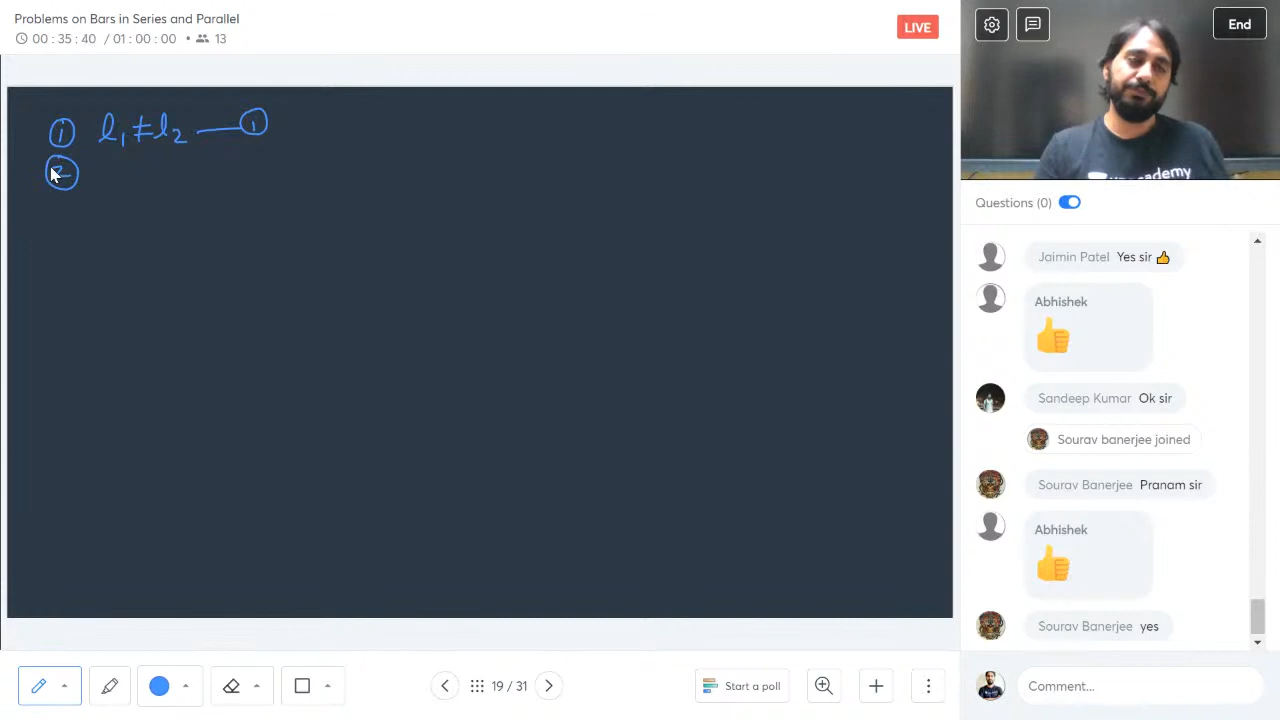 Problems on Bars in Series and Parallel
00 : 35 : 40 / 01 : 00 : 00 • 13
LIVE
End
① l₁ ≠ l₂ — ①
②
Questions (0)
Jaimin Patel Yes sir 👍
Abhishek
👍
Sandeep Kumar Ok sir
Sourav banerjee joined
Sourav Banerjee Pranam sir
Abhishek
👍
Sourav Banerjee yes
19 / 31
Start a poll
Comment...